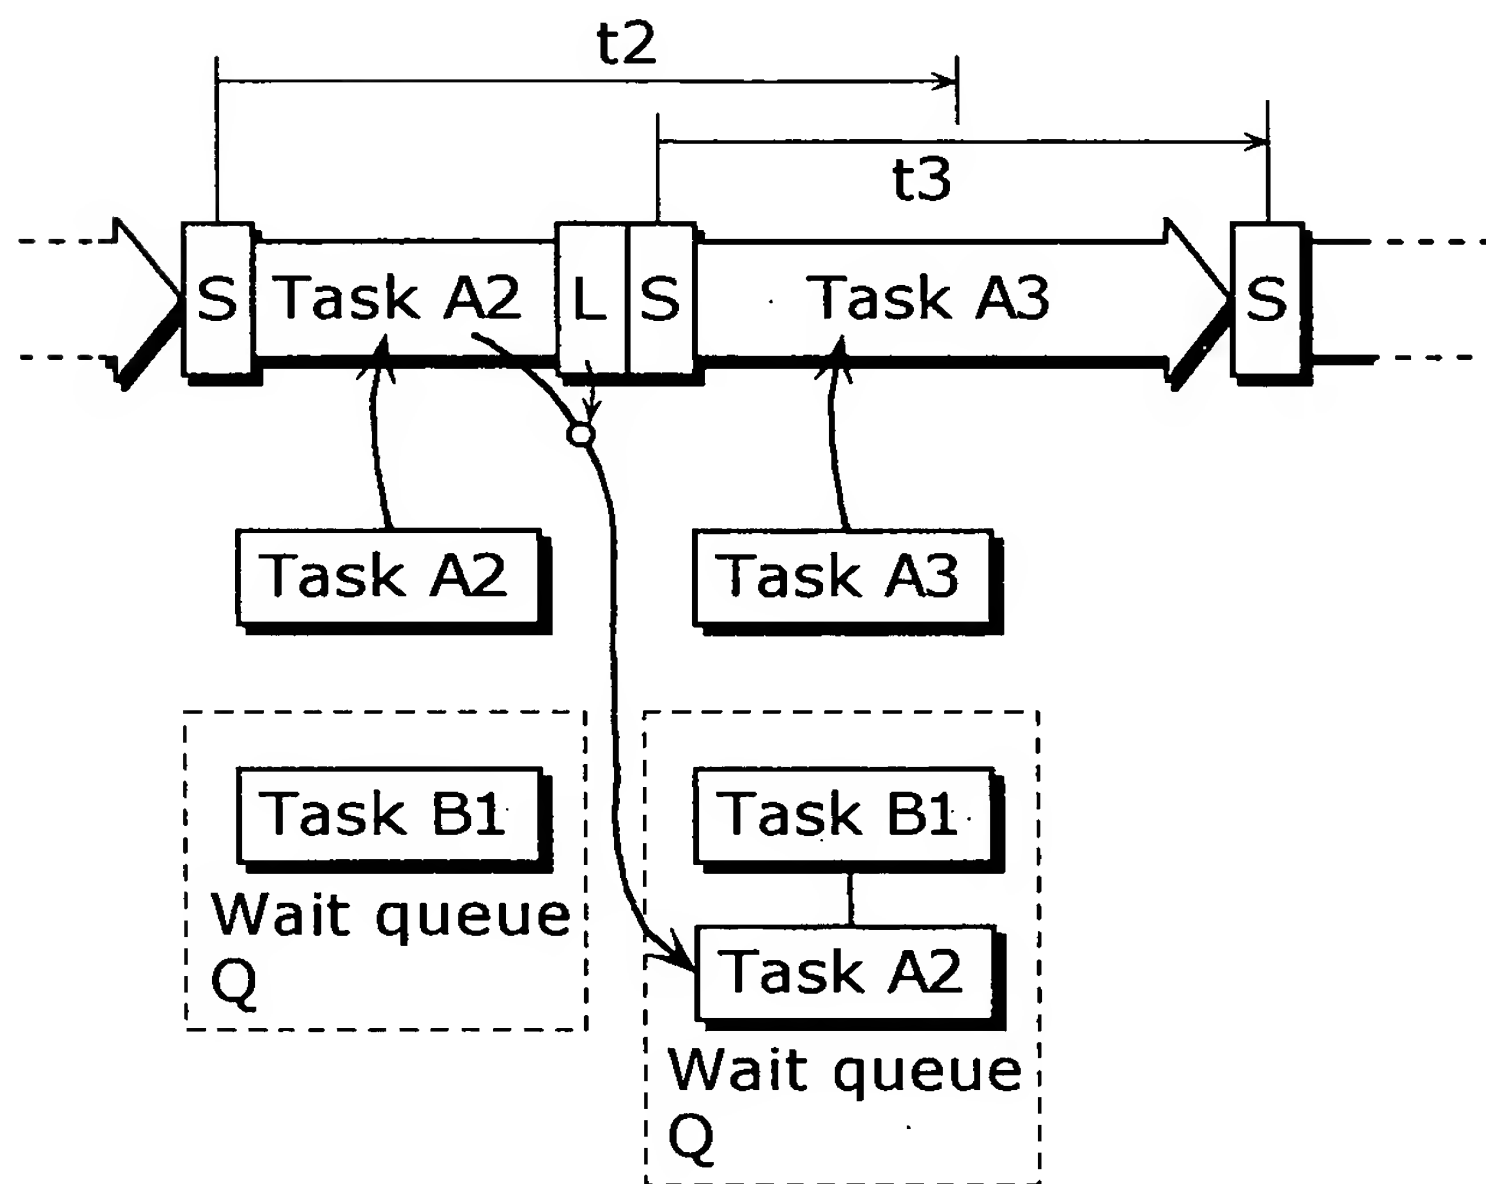 t2
t3
S Task A2 L S Task A3 S
Task A2 Task A3
Task B1 Task B1
Wait queue
Q
Task A2
Wait queue
Q